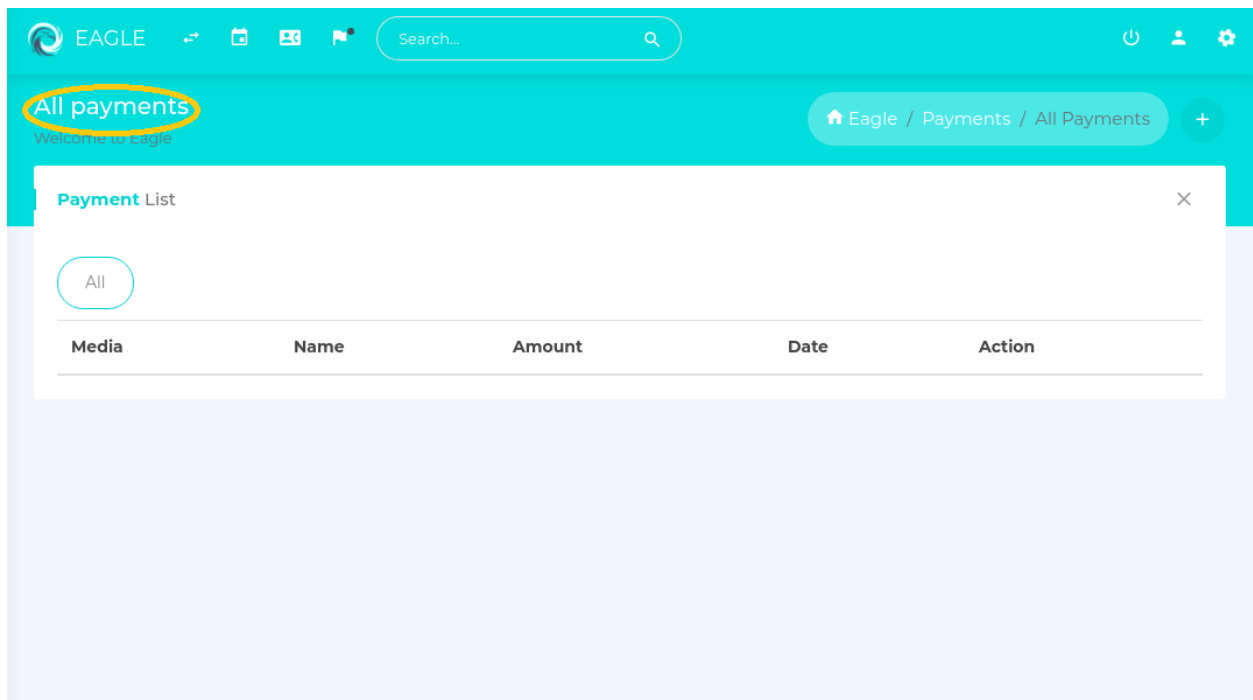 EAGLE Search...
All payments
Welcome to Eagle
Eagle / Payments / All Payments +
Payment List
All
Media Name Amount Date Action